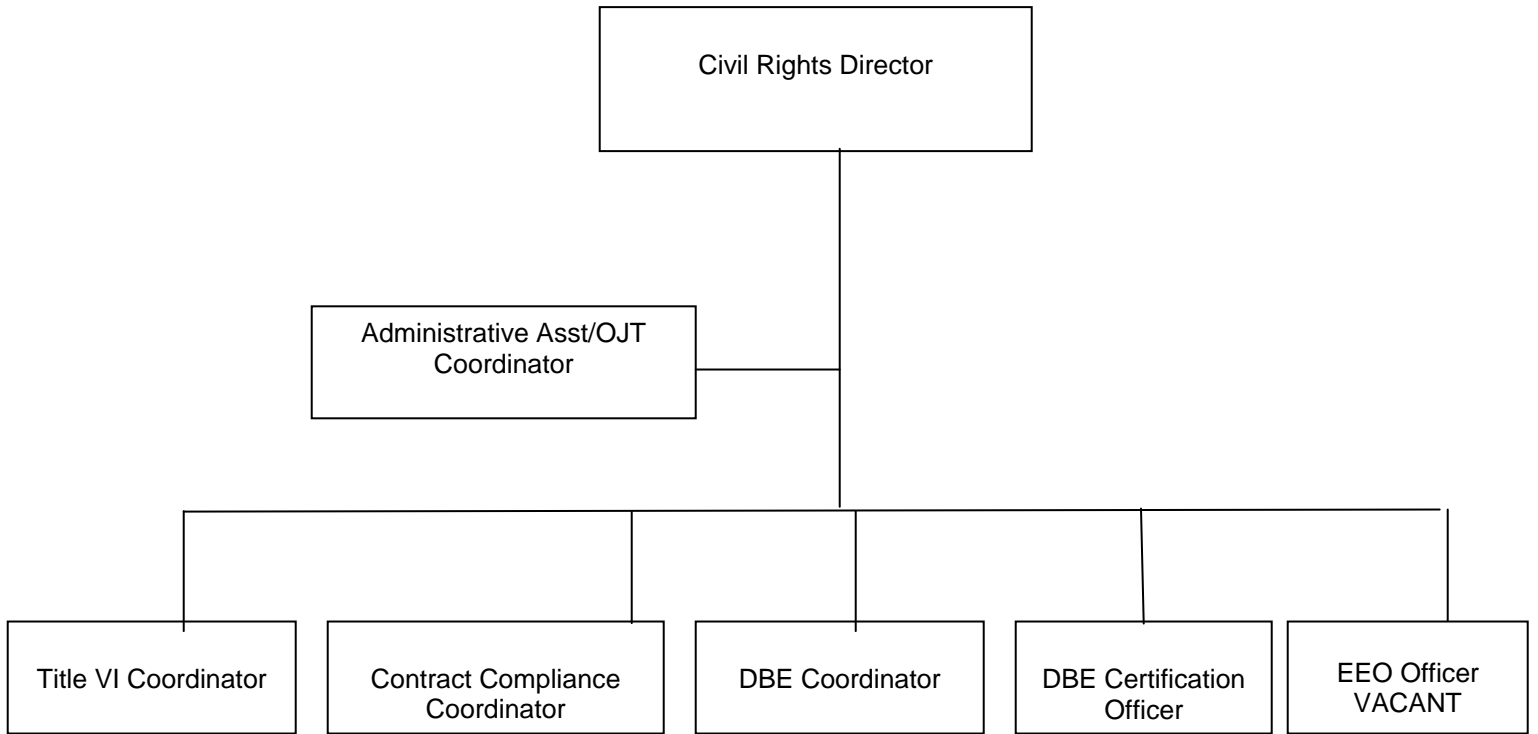 Civil Rights Director
Administrative Asst/OJT
Coordinator
Title VI Coordinator
Contract Compliance
Coordinator
DBE Coordinator
DBE Certification
Officer
EEO Officer
VACANT